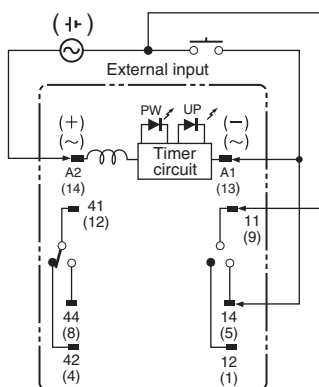 External input
PW UP
(+) (−)
(~) (~)
Timer
circuit
A2 A1
(14) (13)
41 11
(12) (9)
44 14
(8) (5)
42 12
(4) (1)